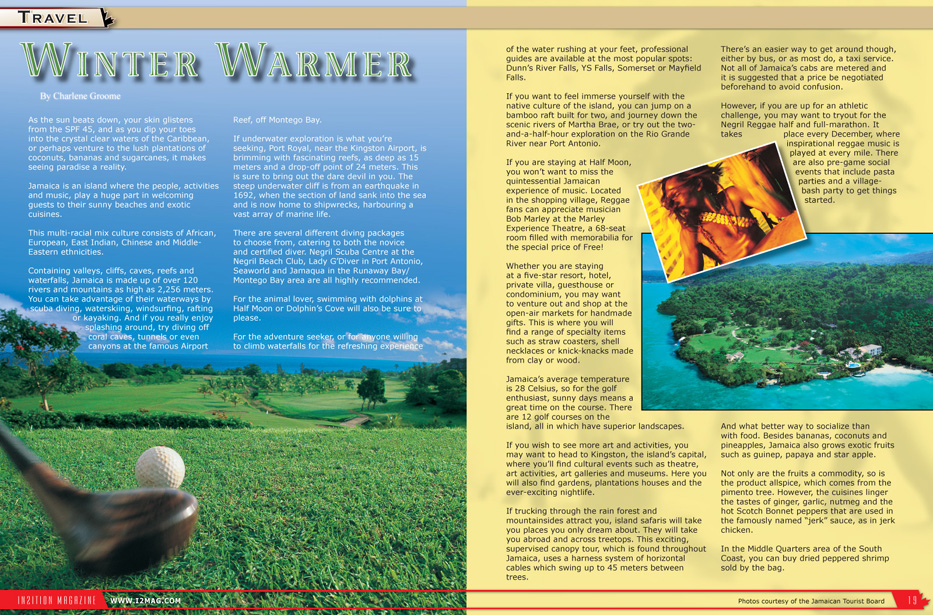 TRAVEL
WINTER WARMER
By Charlene Groome
As the sun beats down, your skin glistens
from the SPF 45, and as you dip your toes
into the crystal clear waters of the Caribbean,
or perhaps venture to the lush plantations of
coconuts, bananas and sugarcanes, it makes
seeing paradise a reality.
Jamaica is an island where the people, activities
and music, play a huge part in welcoming
guests to their sunny beaches and exotic
cuisines.
This multi-racial mix culture consists of African,
European, East Indian, Chinese and Middle-
Eastern ethnicities.
Containing valleys, cliffs, caves, reefs and
waterfalls, Jamaica is made up of over 120
rivers and mountains as high as 2,256 meters.
You can take advantage of their waterways by
scuba diving, waterskiing, windsurfing, rafting
or kayaking. And if you really enjoy
splashing around, try diving off
coral caves, tunnels or even
canyons at the famous Airport
Reef, off Montego Bay.
If underwater exploration is what you're
seeking, Port Royal, near the Kingston Airport, is
brimming with fascinating reefs, as deep as 15
meters and a drop-off point of 24 meters. This
is sure to bring out the dare devil in you. The
steep underwater cliff is from an earthquake in
1692, when the section of land sank into the sea
and is now home to shipwrecks, harbouring a
vast array of marine life.
There are several different diving packages
to choose from, catering to both the novice
and certified diver. Negril Scuba Centre at the
Negril Beach Club, Lady G'Diver in Port Antonio,
Seaworld and Jamaqua in the Runaway Bay/
Montego Bay area are all highly recommended.
For the animal lover, swimming with dolphins at
Half Moon or Dolphin's Cove will also be sure to
please.
For the adventure seeker, or for anyone willing
to climb waterfalls for the refreshing experience
of the water rushing at your feet, professional
guides are available at the most popular spots:
Dunn's River Falls, YS Falls, Somerset or Mayfield
Falls.
If you want to feel immerse yourself with the
native culture of the island, you can jump on a
bamboo raft built for two, and journey down the
scenic rivers of Martha Brae, or try out the two-
and-a-half-hour exploration on the Rio Grande
River near Port Antonio.
If you are staying at Half Moon,
you won't want to miss the
quintessential Jamaican
experience of music. Located
in the shopping village, Reggae
fans can appreciate musician
Bob Marley at the Marley
Experience Theatre, a 68-seat
room filled with memorabilia for
the special price of Free!
Whether you are staying
at a five-star resort, hotel,
private villa, guesthouse or
condominium, you may want
to venture out and shop at the
open-air markets for handmade
gifts. This is where you will
find a range of specialty items
such as straw coasters, shell
necklaces or knick-knacks made
from clay or wood.
Jamaica's average temperature
is 28 Celsius, so for the golf
enthusiast, sunny days means a
great time on the course. There
are 12 golf courses on the
island, all in which have superior landscapes.
If you wish to see more art and activities, you
may want to head to Kingston, the island's capital,
where you'll find cultural events such as theatre,
art activities, art galleries and museums. Here you
will also find gardens, plantations houses and the
ever-exciting nightlife.
If trucking through the rain forest and
mountainsides attract you, island safaris will take
you places you only dream about. They will take
you abroad and across treetops. This exciting,
supervised canopy tour, which is found throughout
Jamaica, uses a harness system of horizontal
cables which swing up to 45 meters between
trees.
There's an easier way to get around though,
either by bus, or as most do, a taxi service.
Not all of Jamaica's cabs are metered and
it is suggested that a price be negotiated
beforehand to avoid confusion.
However, if you are up for an athletic
challenge, you may want to tryout for the
Negril Reggae half and full-marathon. It
takes place every December, where
inspirational reggae music is
played at every mile. There
are also pre-game social
events that include pasta
parties and a village-
bash party to get things
started.
And what better way to socialize than
with food. Besides bananas, coconuts and
pineapples, Jamaica also grows exotic fruits
such as guinep, papaya and star apple.
Not only are the fruits a commodity, so is
the product allspice, which comes from the
pimento tree. However, the cuisines linger
the tastes of ginger, garlic, nutmeg and the
hot Scotch Bonnet peppers that are used in
the famously named "jerk" sauce, as in jerk
chicken.
In the Middle Quarters area of the South
Coast, you can buy dried peppered shrimp
sold by the bag.
IN2ITION MAGAZINE WWW.I2MAG.COM
Photos courtesy of the Jamaican Tourist Board 19